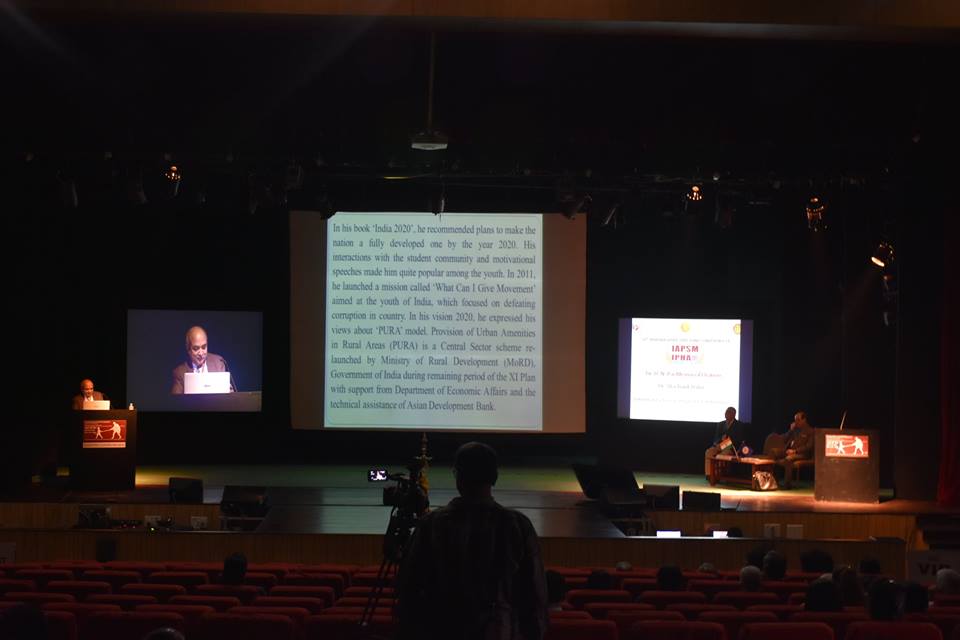 In his book 'India 2020', he recommended plans to make the
nation a fully developed one by the year 2020. His
interactions with the student community and motivational
speeches made him quite popular among the youth. In 2011,
he launched a mission called 'What Can I Give Movement'
aimed at the youth of India, which focused on defeating
corruption in country. In his vision 2020, he expressed his
views about 'PURA' model. Provision of Urban Amenities
in Rural Areas (PURA) is a Central Sector scheme re-
launched by Ministry of Rural Development (MoRD),
Government of India during remaining period of the XI Plan
with support from Department of Economic Affairs and the
technical assistance of Asian Development Bank.
IAPSM
IPHA
VIP